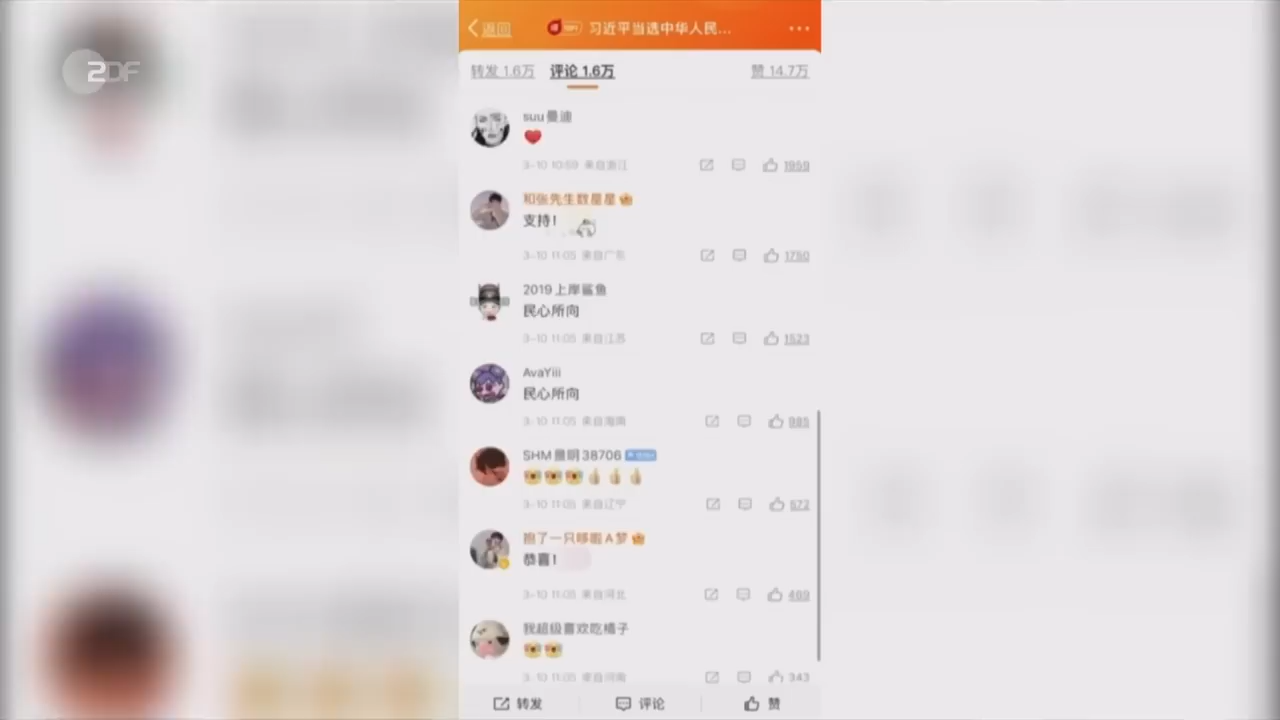 ZDF
返回
TOP1 习近平当选中华人民...
转发 1.6万 评论 1.6万 赞 14.7万
suu曼迪
3-10 10:59 来自浙江 1959
和张先生数星星
支持!
3-10 11:05 来自广东 1750
2019上岸鲨鱼
民心所向
3-10 11:05 来自江苏 1523
AvaYiii
民心所向
3-10 11:05 来自海南 985
SHM最明38706
3-10 11:05 来自辽宁 572
抱了一只哆啦A梦
恭喜!
3-10 11:05 来自河北 469
我超级喜欢吃橘子
3-10 11:05 来自河南 343
转发 评论 赞